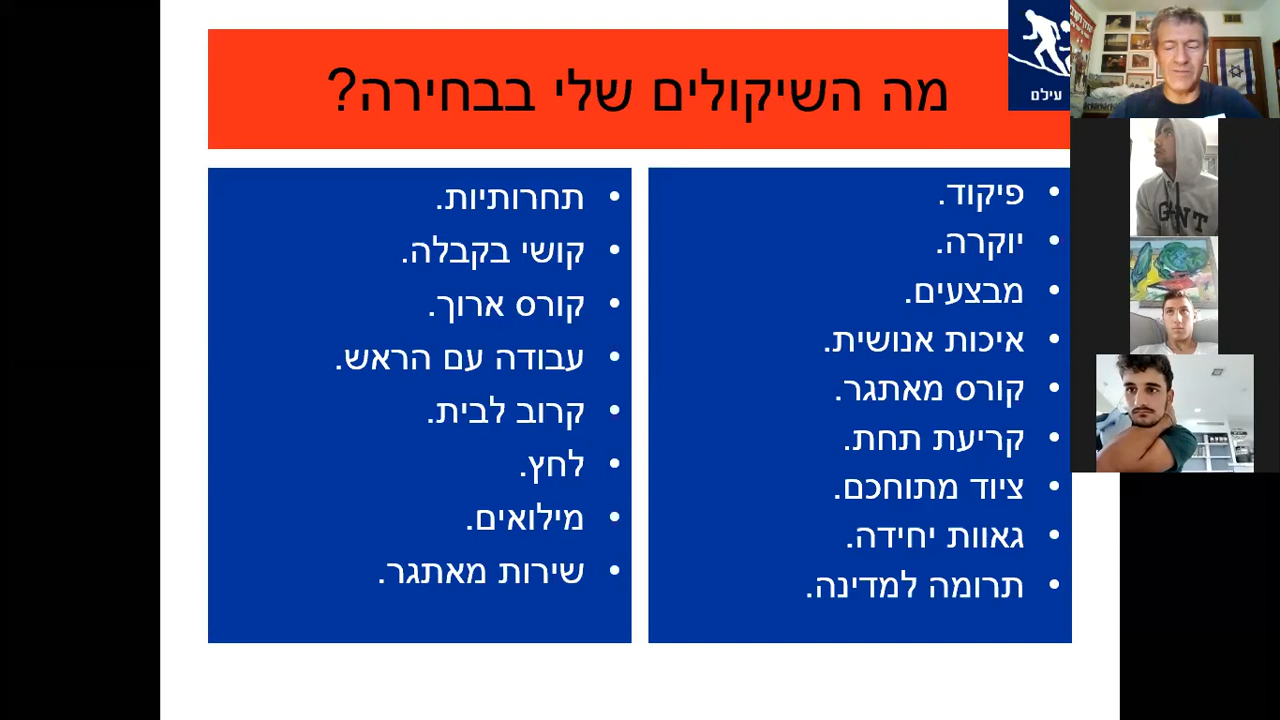 מה השיקולים שלי בבחירה?
עילם
פיקוד.
יוקרה.
מבצעים.
איכות אנושית.
קורס מאתגר.
קריעת תחת.
ציוד מתוחכם.
גאוות יחידה.
תרומה למדינה.
תחרותיות.
קושי בקבלה.
קורס ארוך.
עבודה עם הראש.
קרוב לבית.
לחץ.
מילואים.
שירות מאתגר.
GANT